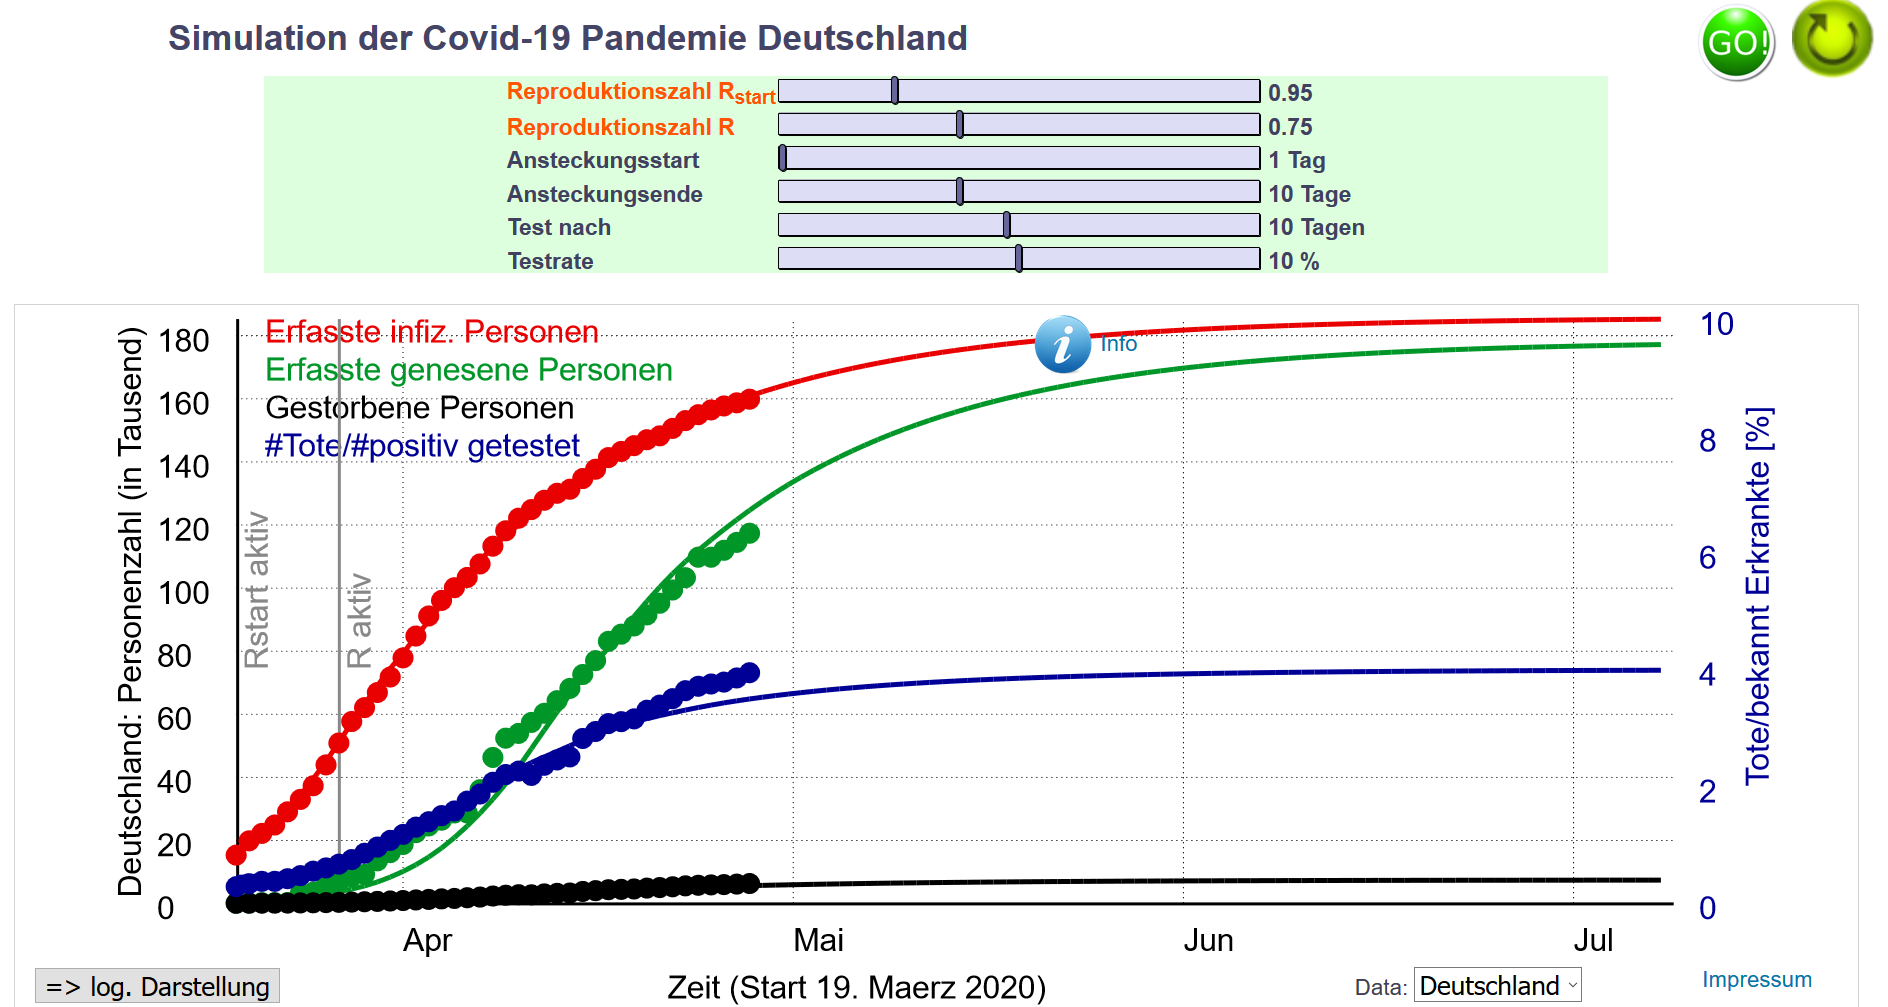 Simulation der Covid-19 Pandemie Deutschland
GO!
Reproduktionszahl Rstart 0.95
Reproduktionszahl R 0.75
Ansteckungsstart 1 Tag
Ansteckungsende 10 Tage
Test nach 10 Tagen
Testrate 10 %
Deutschland: Personenzahl (in Tausend)
180
160
140
120
100
80
60
40
20
0
Erfasste infiz. Personen
Erfasste genesene Personen
Gestorbene Personen
#Tote/#positiv getestet
Rstart aktiv
R aktiv
i Info
10
8
6
4
2
0
Tote/bekannt Erkrankte [%]
Apr Mai Jun Jul
Zeit (Start 19. Maerz 2020)
=> log. Darstellung
Data: Deutschland
Impressum